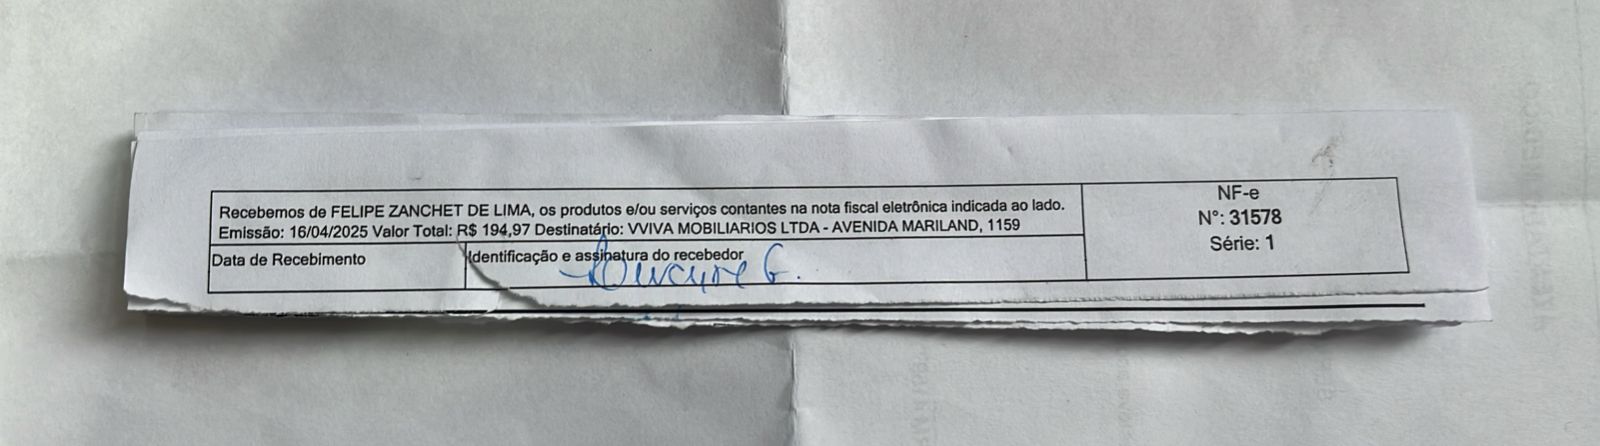 Recebemos de FELIPE ZANCHET DE LIMA, os produtos e/ou serviços contantes na nota fiscal eletrônica indicada ao lado.
Emissão: 16/04/2025 Valor Total: R$ 194,97 Destinatário: VVIVA MOBILIARIOS LTDA - AVENIDA MARILAND, 1159
Data de Recebimento
Identificação e assinatura do recebedor
NF-e
N°: 31578
Série: 1